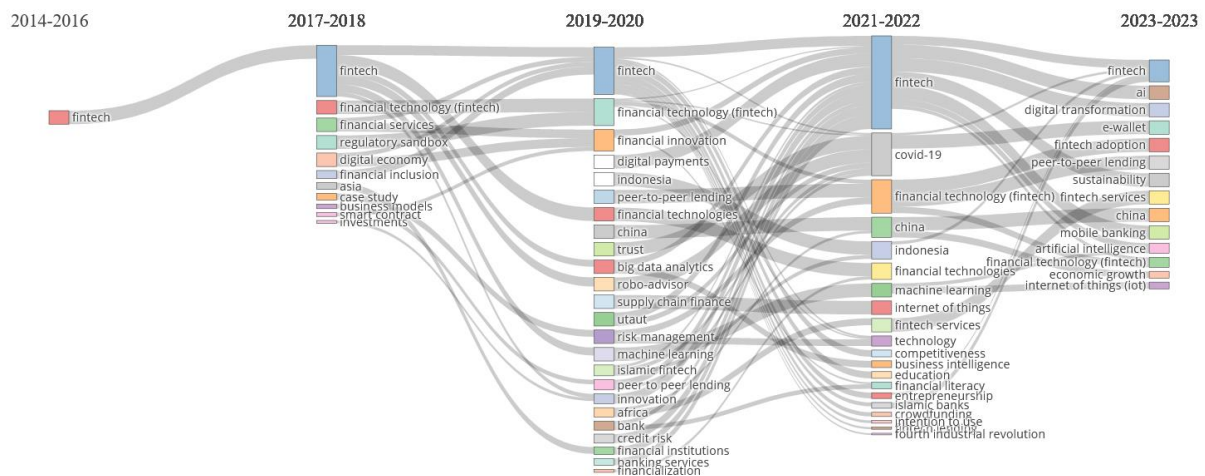 2014-2016
2017-2018
2019-2020
2021-2022
2023-2023
fintech
fintech
financial technology (fintech)
financial services
regulatory sandbox
digital economy
financial inclusion
asia
case study
business models
smart contract
investments
fintech
financial technology (fintech)
financial innovation
digital payments
indonesia
peer-to-peer lending
financial technologies
china
trust
big data analytics
robo-advisor
supply chain finance
utaut
risk management
machine learning
islamic fintech
peer to peer lending
innovation
africa
bank
credit risk
financial institutions
banking services
financialization
fintech
covid-19
financial technology (fintech)
china
indonesia
financial technologies
machine learning
internet of things
fintech services
technology
competitiveness
business intelligence
education
financial literacy
entrepreneurship
islamic banks
crowdfunding
intention to use
fintech lending
fourth industrial revolution
fintech
ai
digital transformation
e-wallet
fintech adoption
peer-to-peer lending
sustainability
fintech services
china
mobile banking
artificial intelligence
financial technology (fintech)
economic growth
internet of things (iot)